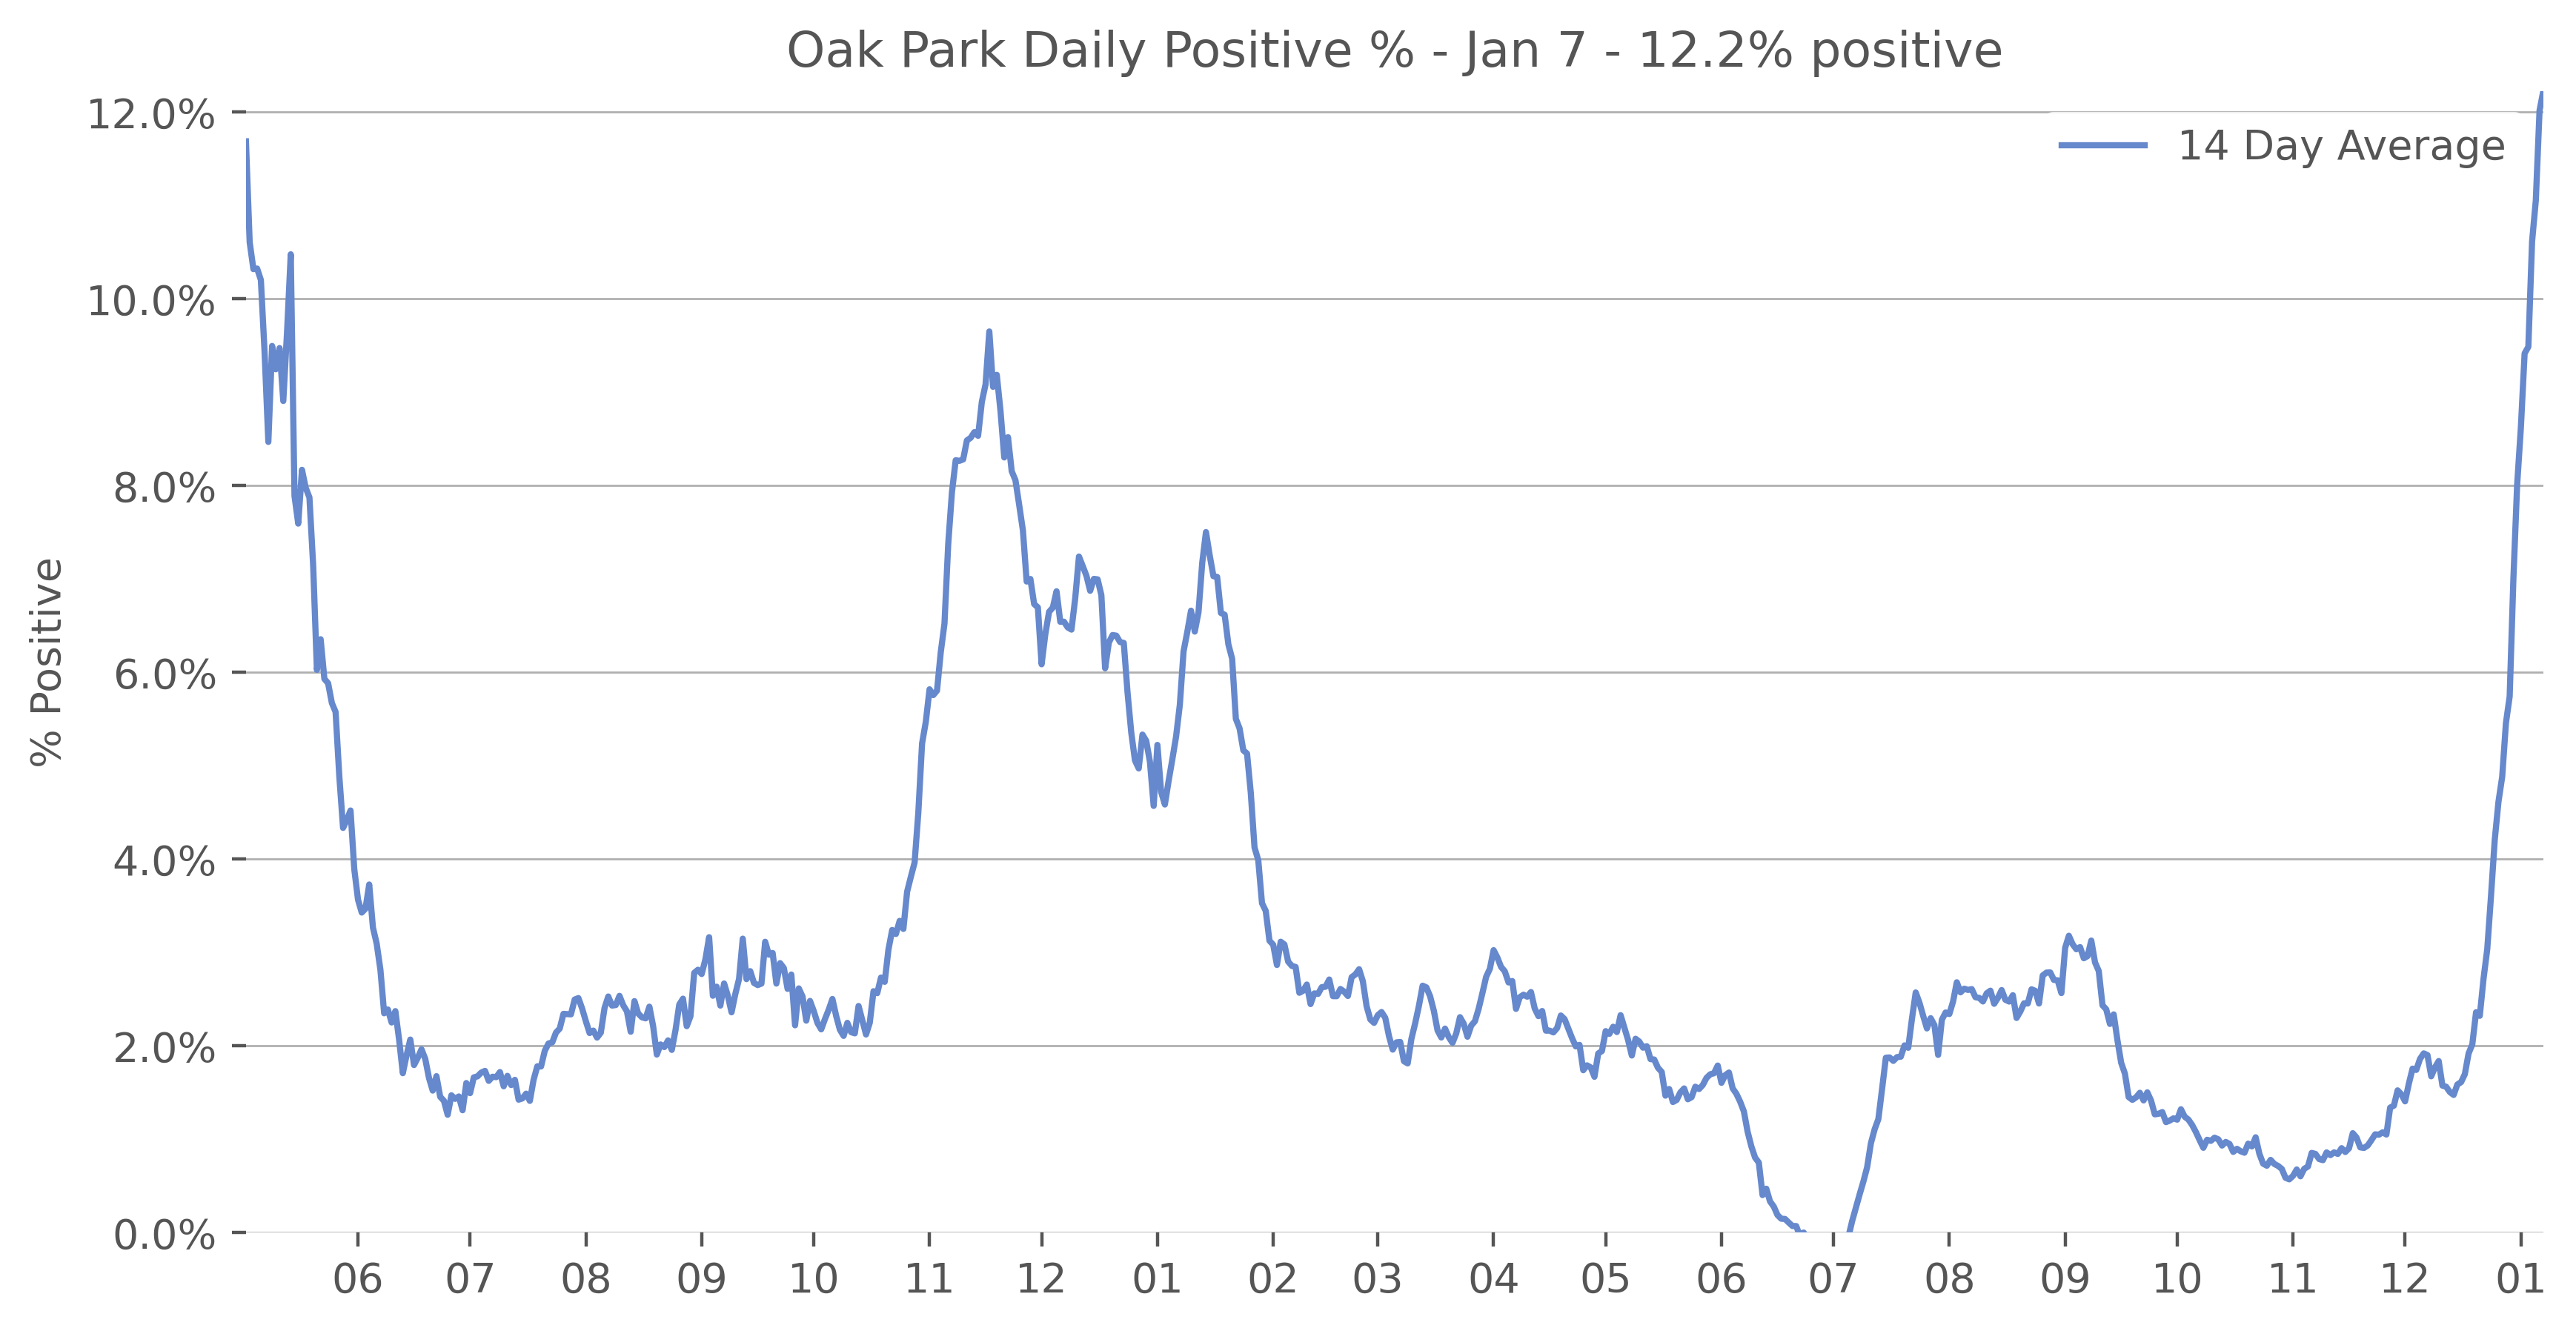 Oak Park Daily Positive % - Jan 7 - 12.2% positive
12.0%
14 Day Average
10.0%
8.0%
6.0%
4.0%
2.0%
0.0%
% Positive
06 07 08 09 10 11 12 01 02 03 04 05 06 07 08 09 10 11 12 01